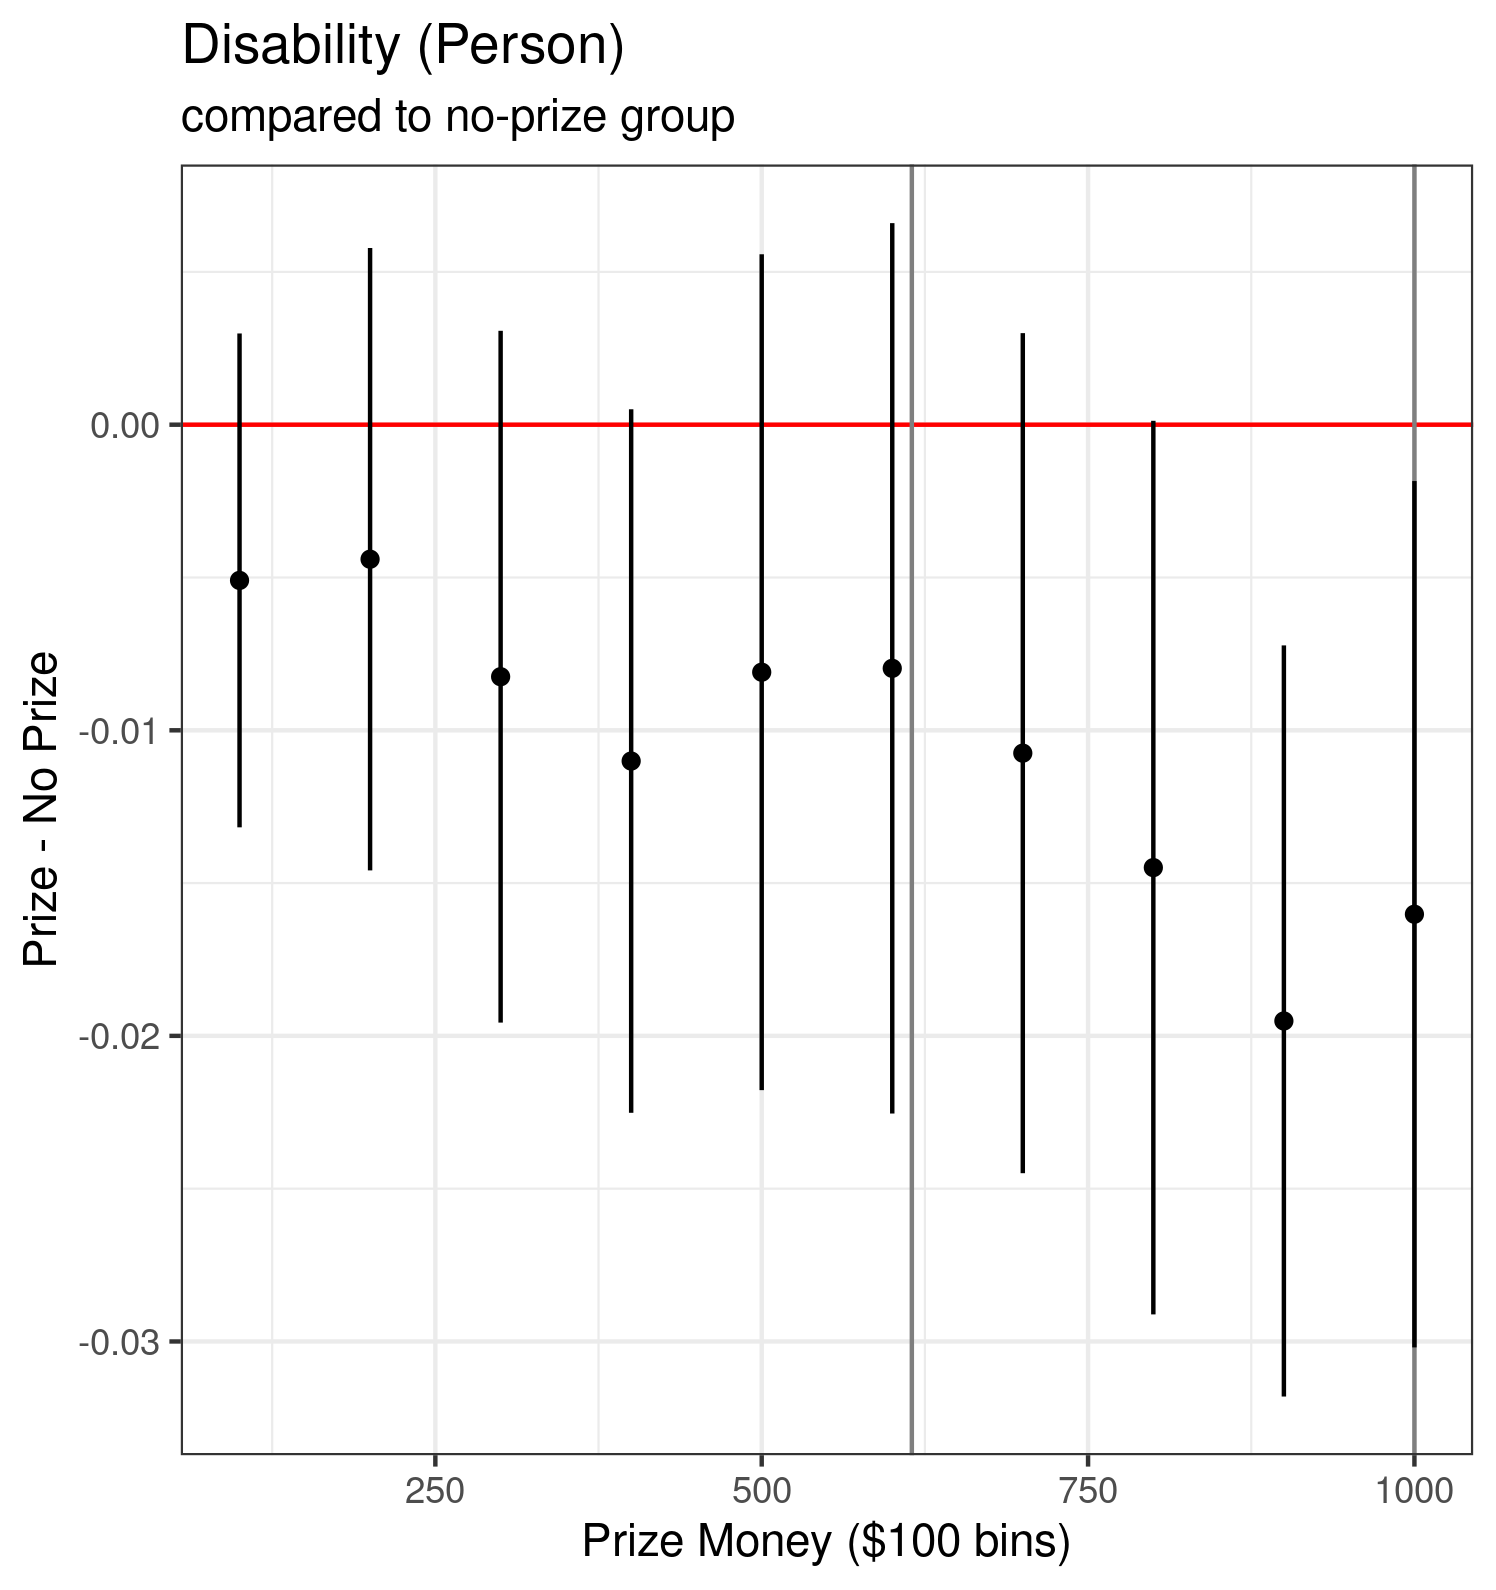 Disability (Person)
compared to no-prize group
Prize - No Prize
0.00
-0.01
-0.02
-0.03
250 500 750 1000
Prize Money ($100 bins)